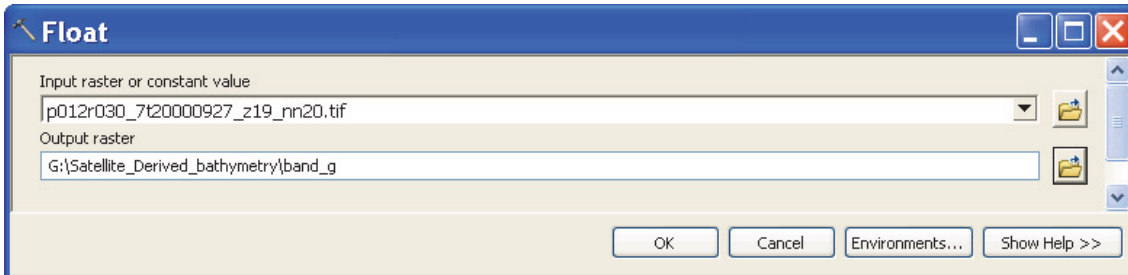 Float
Input raster or constant value
p012r030_7t20000927_z19_nn20.tif
Output raster
G:\Satellite_Derived_bathymetry\band_g
OK Cancel Environments... Show Help >>